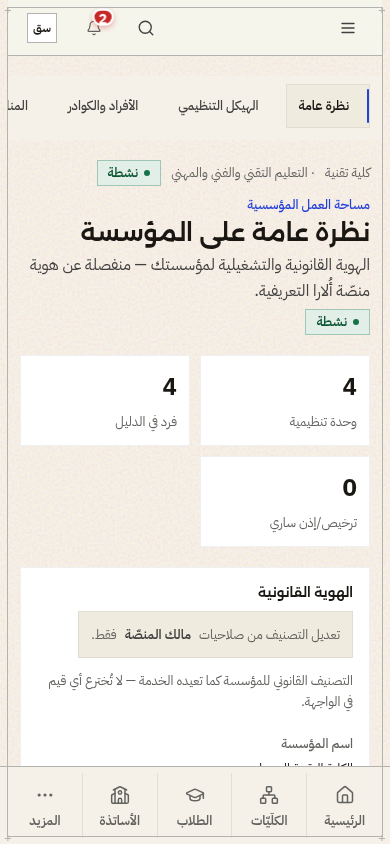 سق
2
نظرة عامة
الهيكل التنظيمي
الأفراد والكوادر
كلية تقنية · التعليم التقني والفني والمهني
نشطة
مساحة العمل المؤسسية
نظرة عامة على المؤسسة
الهوية القانونية والتشغيلية لمؤسستك — منفصلة عن هوية
منصّة ألارا التعريفية.
نشطة
4
وحدة تنظيمية
4
فرد في الدليل
0
ترخيص/إذن ساري
الهوية القانونية
تعديل التصنيف من صلاحيات مالك المنصّة فقط.
التصنيف القانوني للمؤسسة كما تعيده الخدمة — لا تُخترع أي قيم
في الواجهة.
اسم المؤسسة
الرئيسية
الكلّيّات
الطلاب
الأساتذة
المزيد